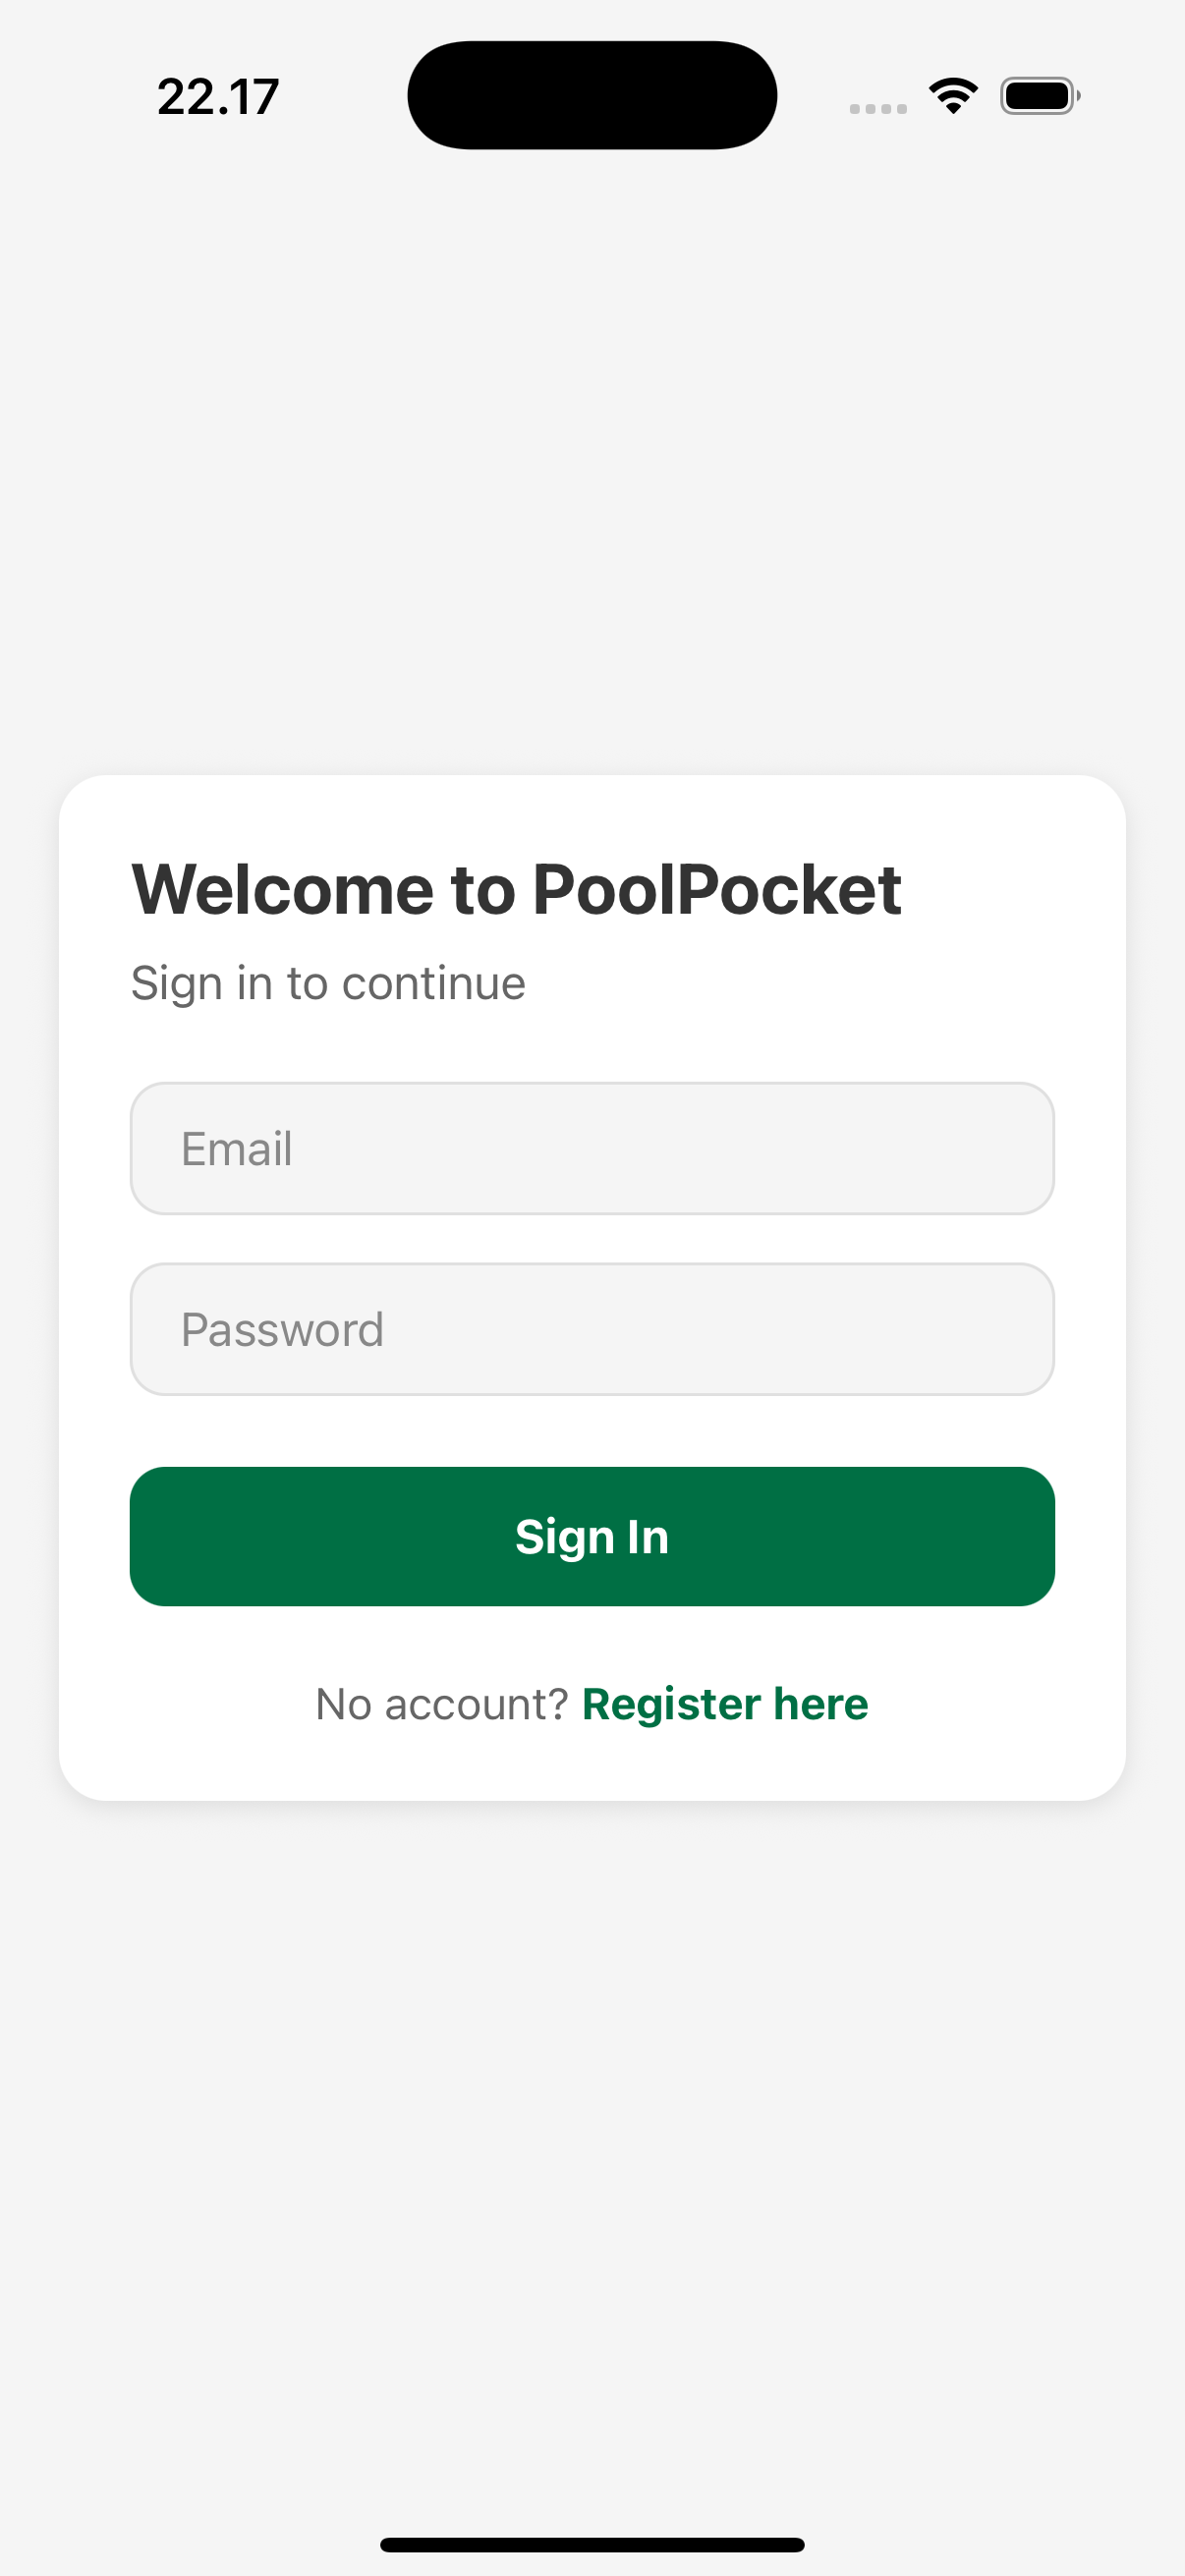 22.17
Welcome to PoolPocket
Sign in to continue
Email
Password
Sign In
No account? Register here